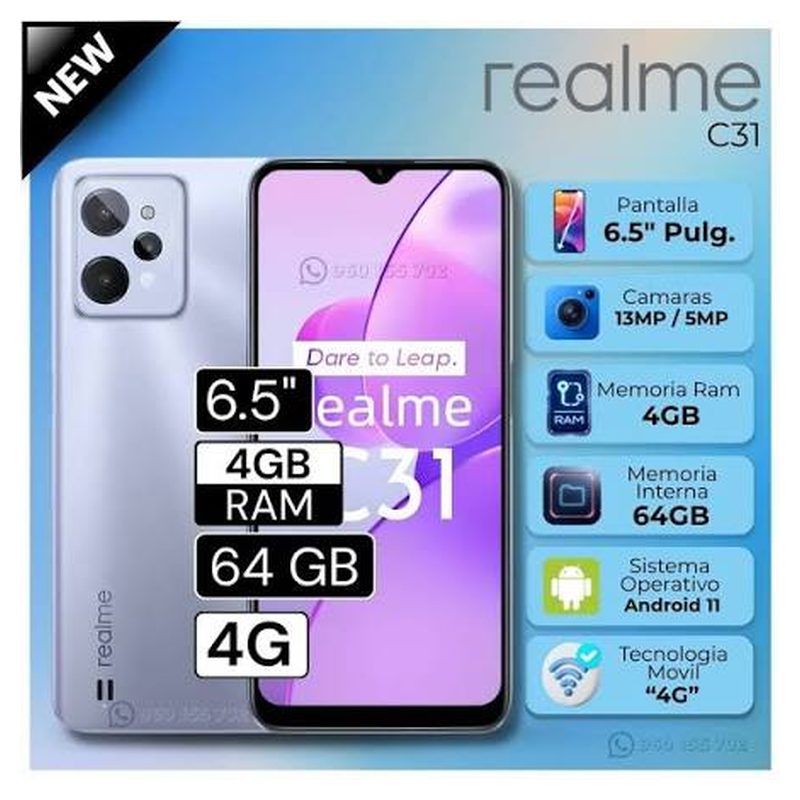 NEW
realme
C31
Pantalla
6.5" Pulg.
Camaras
13MP / 5MP
Memoria Ram
4GB
RAM
Memoria
Interna
64GB
Sistema
Operativo
Android 11
Tecnologia
Movil
“4G”
Dare to Leap.
ealme
C31
6.5"
4GB
RAM
64 GB
4G
realme